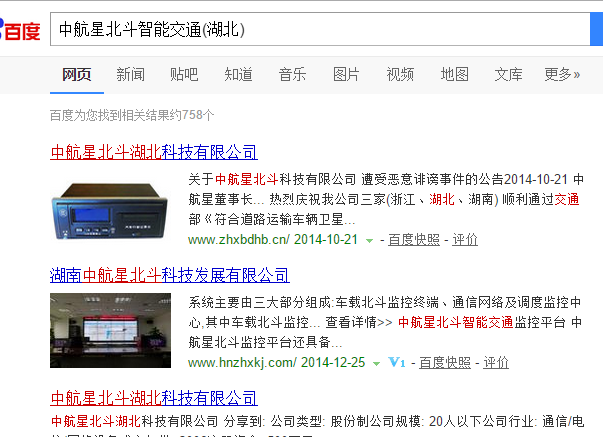 百度
中航星北斗智能交通(湖北)
网页 新闻 贴吧 知道 音乐 图片 视频 地图 文库 更多»
百度为您找到相关结果约758个
中航星北斗湖北科技有限公司
关于中航星北斗科技有限公司 遭受恶意诽谤事件的公告2014-10-21 中
航星董事长... 热烈庆祝我公司三家(浙江、湖北、湖南) 顺利通过交通
部《符合道路运输车辆卫星...
www.zhxbdhb.cn/ 2014-10-21 - 百度快照 - 评价
湖南中航星北斗科技发展有限公司
系统主要由三大部分组成:车载北斗监控终端、通信网络及调度监控中
心,其中车载北斗监控... 查看详情>> 中航星北斗智能交通监控平台 中
航星北斗监控平台还具备...
www.hnzhxkj.com/ 2014-12-25 V1 - 百度快照 - 评价
中航星北斗湖北科技有限公司
中航星北斗湖北科技有限公司 分享到: 公司类型: 股份制公司规模: 20人以下公司行业: 通信/电